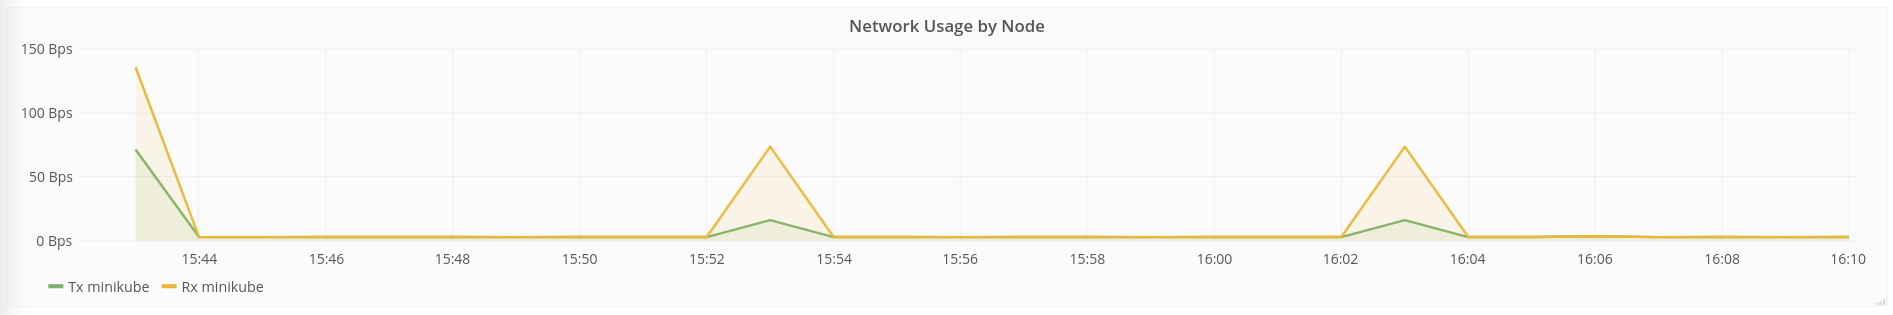 Network Usage by Node
150 Bps
100 Bps
50 Bps
0 Bps
15:44 15:46 15:48 15:50 15:52 15:54 15:56 15:58 16:00 16:02 16:04 16:06 16:08 16:10
Tx minikube Rx minikube